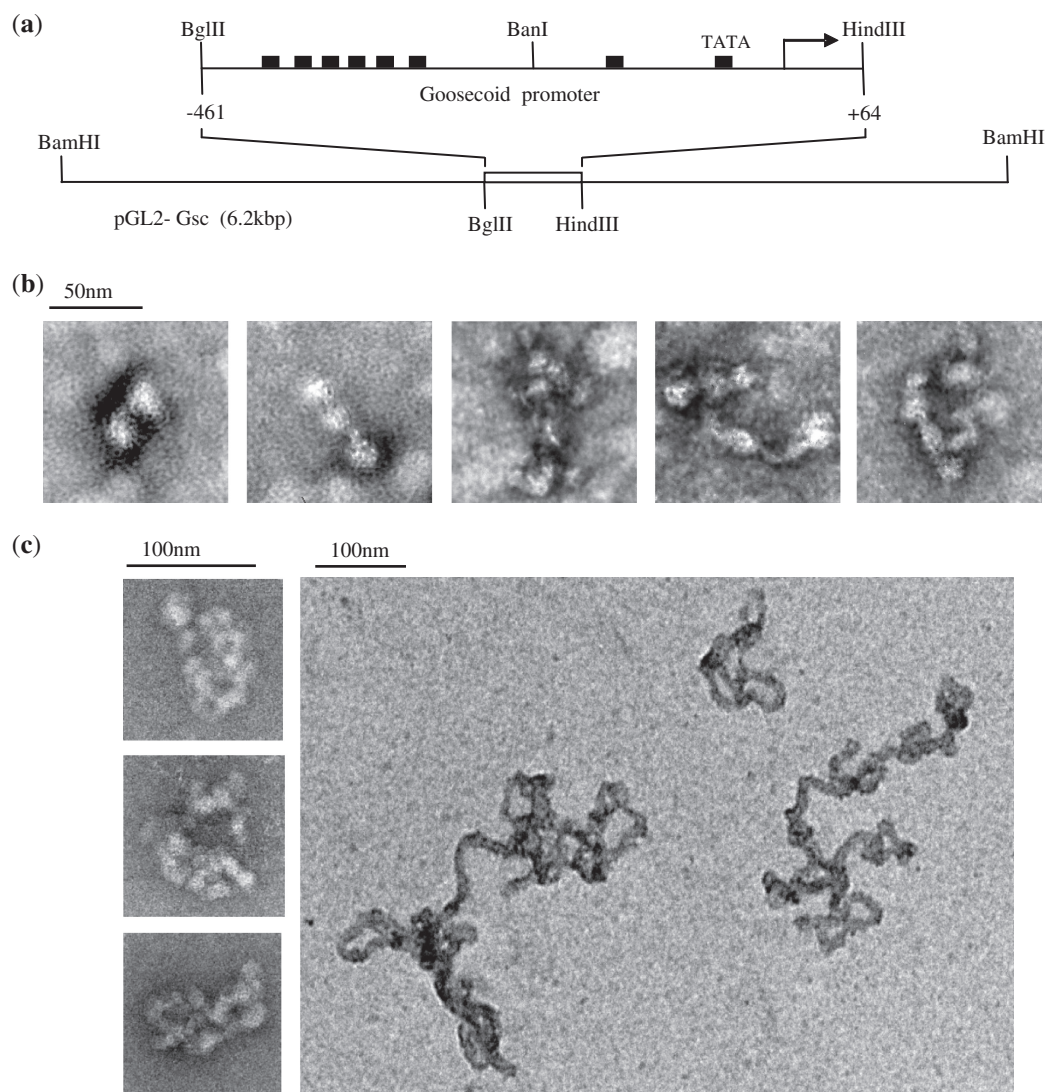 (a)
BglII BanI TATA HindIII
Goosecoid promoter
-461 +64
BamHI BamHI
pGL2- Gsc (6.2kbp) BglII HindIII
(b)
50nm
(c)
100nm 100nm